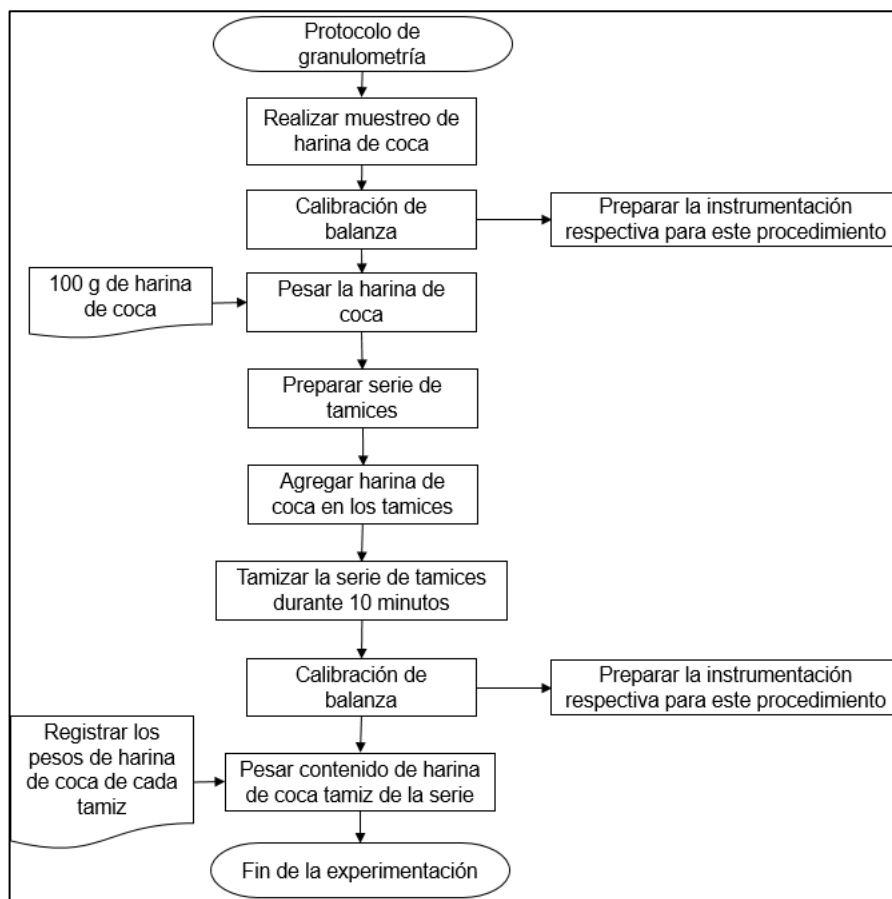 Protocolo de
granulometría
Realizar muestreo de
harina de coca
Calibración de
balanza
Preparar la instrumentación
respectiva para este procedimiento
100 g de harina
de coca
Pesar la harina de
coca
Preparar serie de
tamices
Agregar harina de
coca en los tamices
Tamizar la serie de tamices
durante 10 minutos
Calibración de
balanza
Preparar la instrumentación
respectiva para este procedimiento
Registrar los
pesos de harina
de coca de cada
tamiz
Pesar contenido de harina
de coca tamiz de la serie
Fin de la experimentación